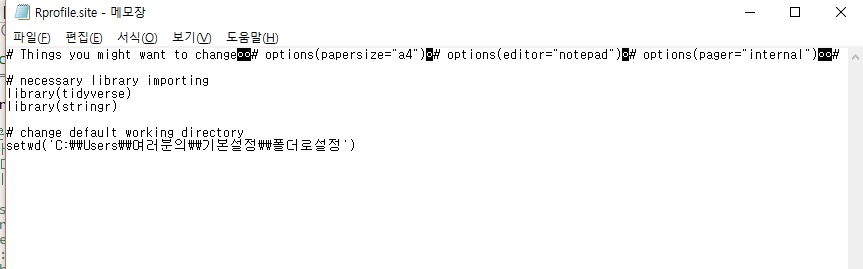 Rprofile.site - 메모장
파일(F) 편집(E) 서식(O) 보기(V) 도움말(H)
# Things you might want to change◙◙# options(papersize="a4")◙# options(editor="notepad")◙# options(pager="internal")◙◙#
# necessary library importing
library(tidyverse)
library(stringr)
# change default working directory
setwd('C:₩₩Users₩₩여러분의₩₩기본설정₩₩폴더로설정')